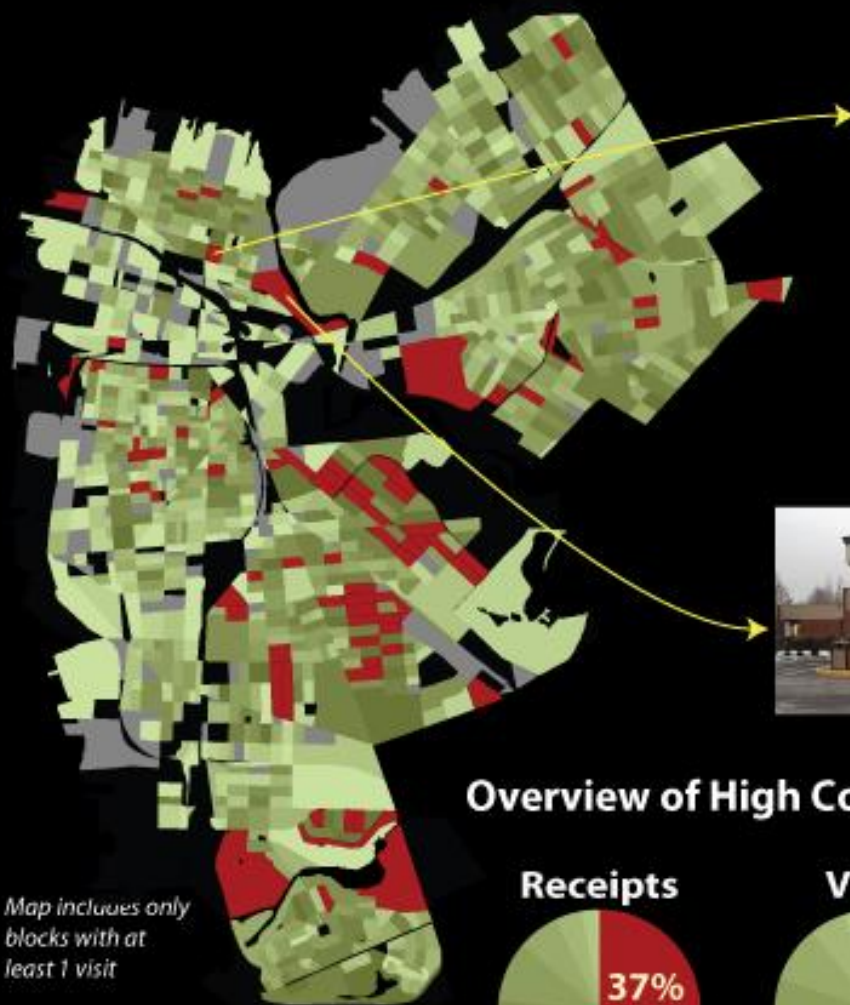 Overview of High Co
Receipts
V
37%
Map includes only
blocks with at
least 1 visit